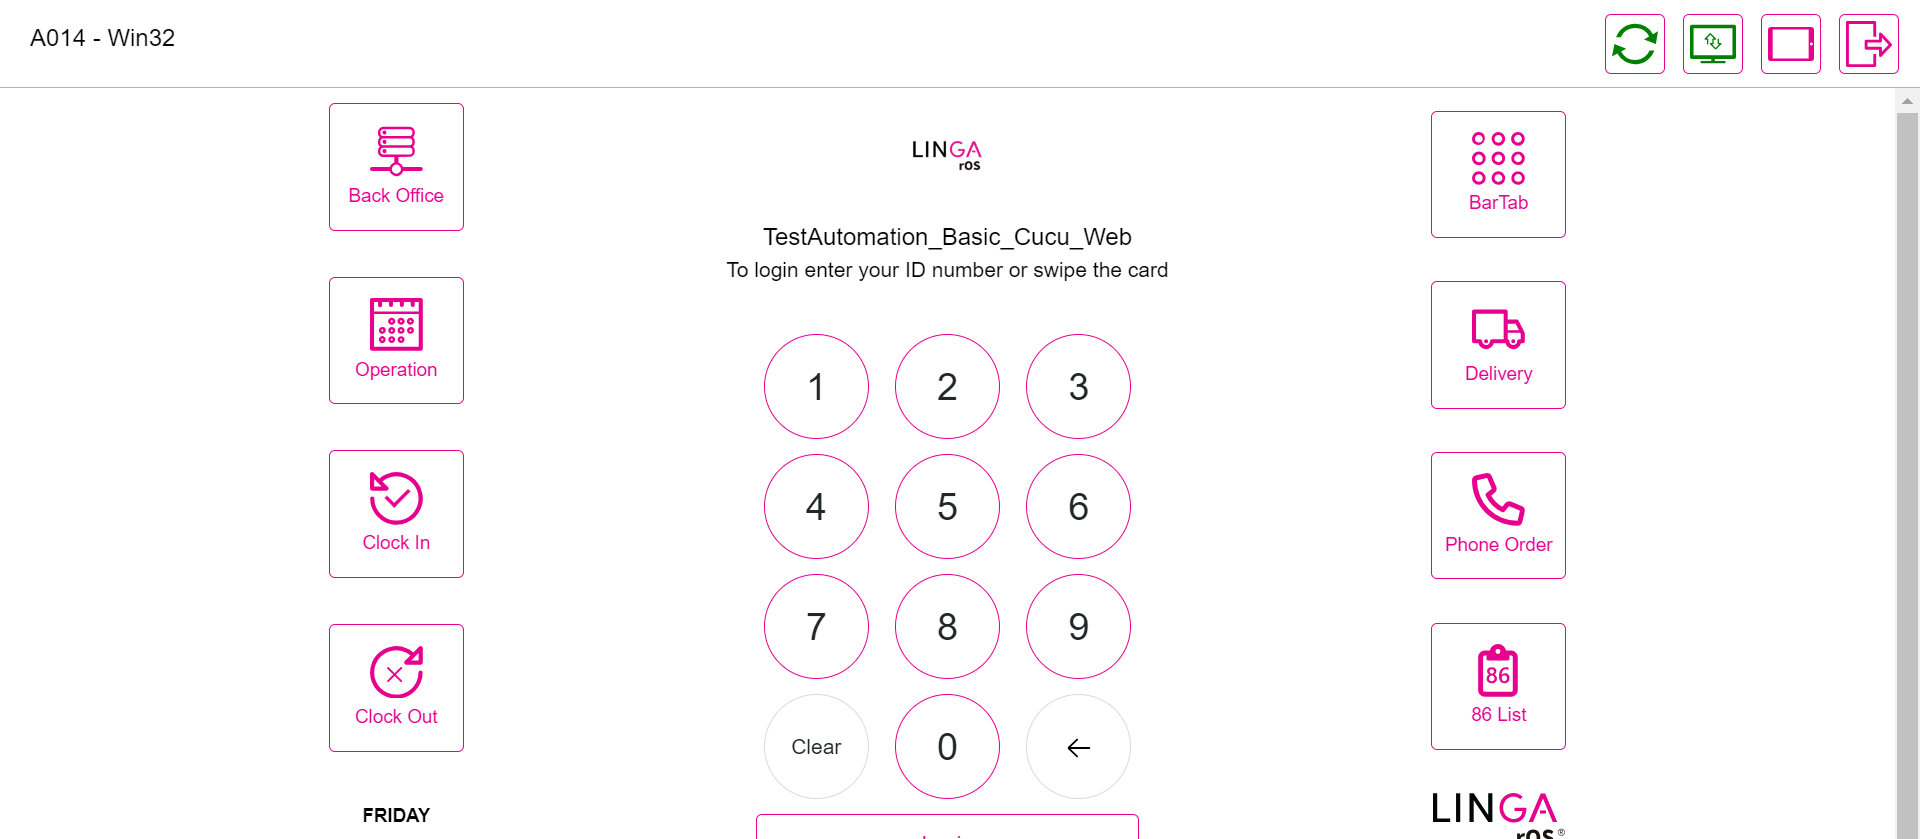 A014 - Win32
Back Office
Operation
Clock In
Clock Out
FRIDAY
LINGA
ros
TestAutomation_Basic_Cucu_Web
To login enter your ID number or swipe the card
1 2 3
4 5 6
7 8 9
Clear 0
BarTab
Delivery
Phone Order
86
86 List
LINGA
ros®